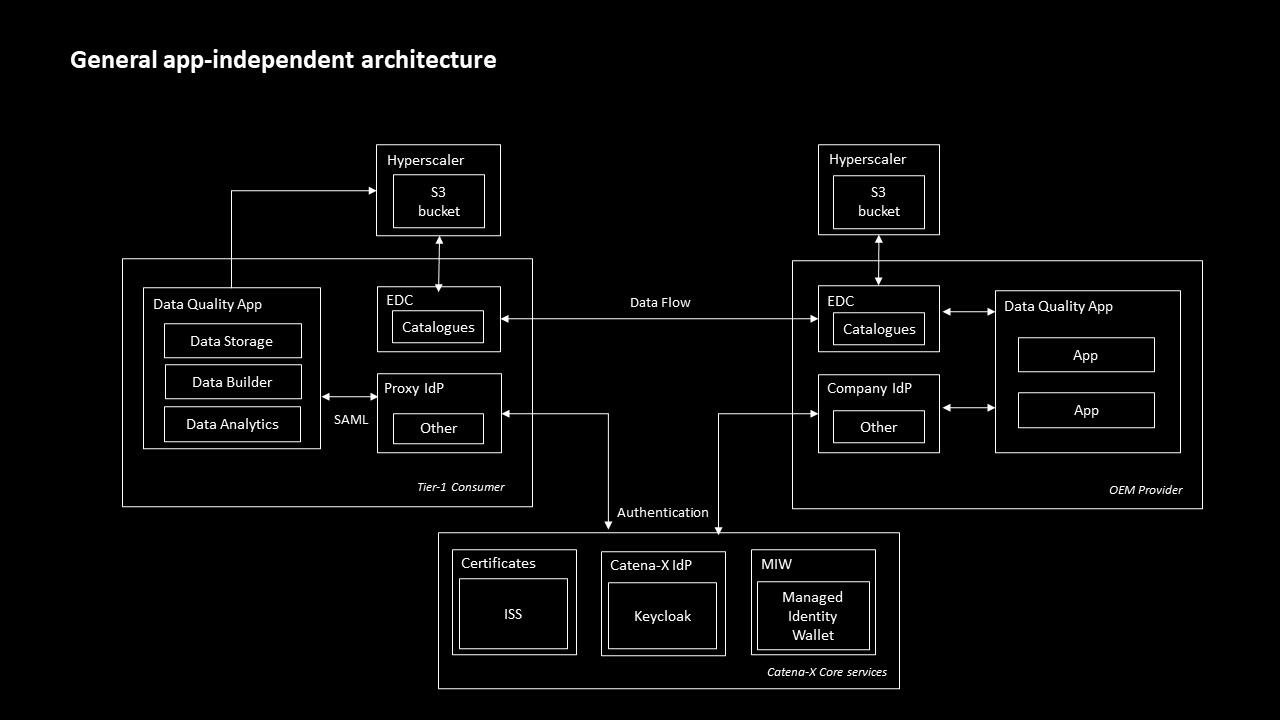 General app-independent architecture
Hyperscaler
S3
bucket
Hyperscaler
S3
bucket
Data Quality App
Data Storage
Data Builder
Data Analytics
SAML
EDC
Catalogues
Proxy IdP
Other
Tier-1 Consumer
Data Flow
EDC
Catalogues
Company IdP
Other
Data Quality App
App
App
OEM Provider
Authentication
Certificates
ISS
Catena-X IdP
Keycloak
MIW
Managed
Identity
Wallet
Catena-X Core services